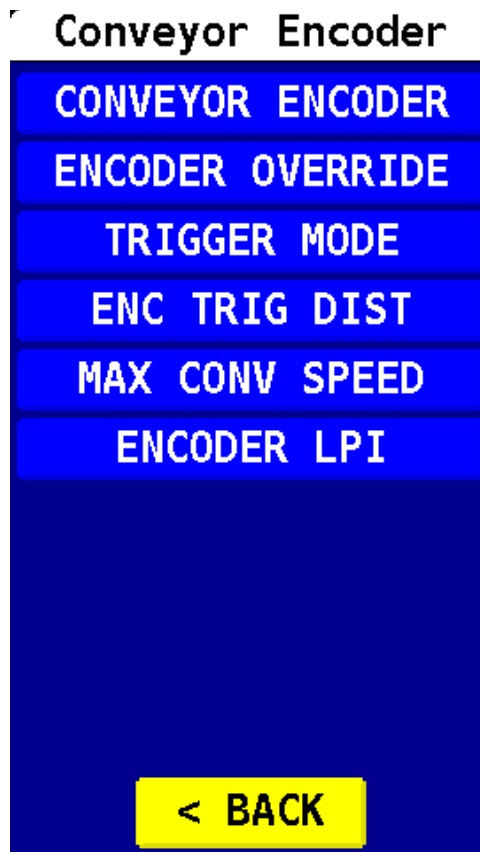 Conveyor Encoder
CONVEYOR ENCODER
ENCODER OVERRIDE
TRIGGER MODE
ENC TRIG DIST
MAX CONV SPEED
ENCODER LPI
< BACK